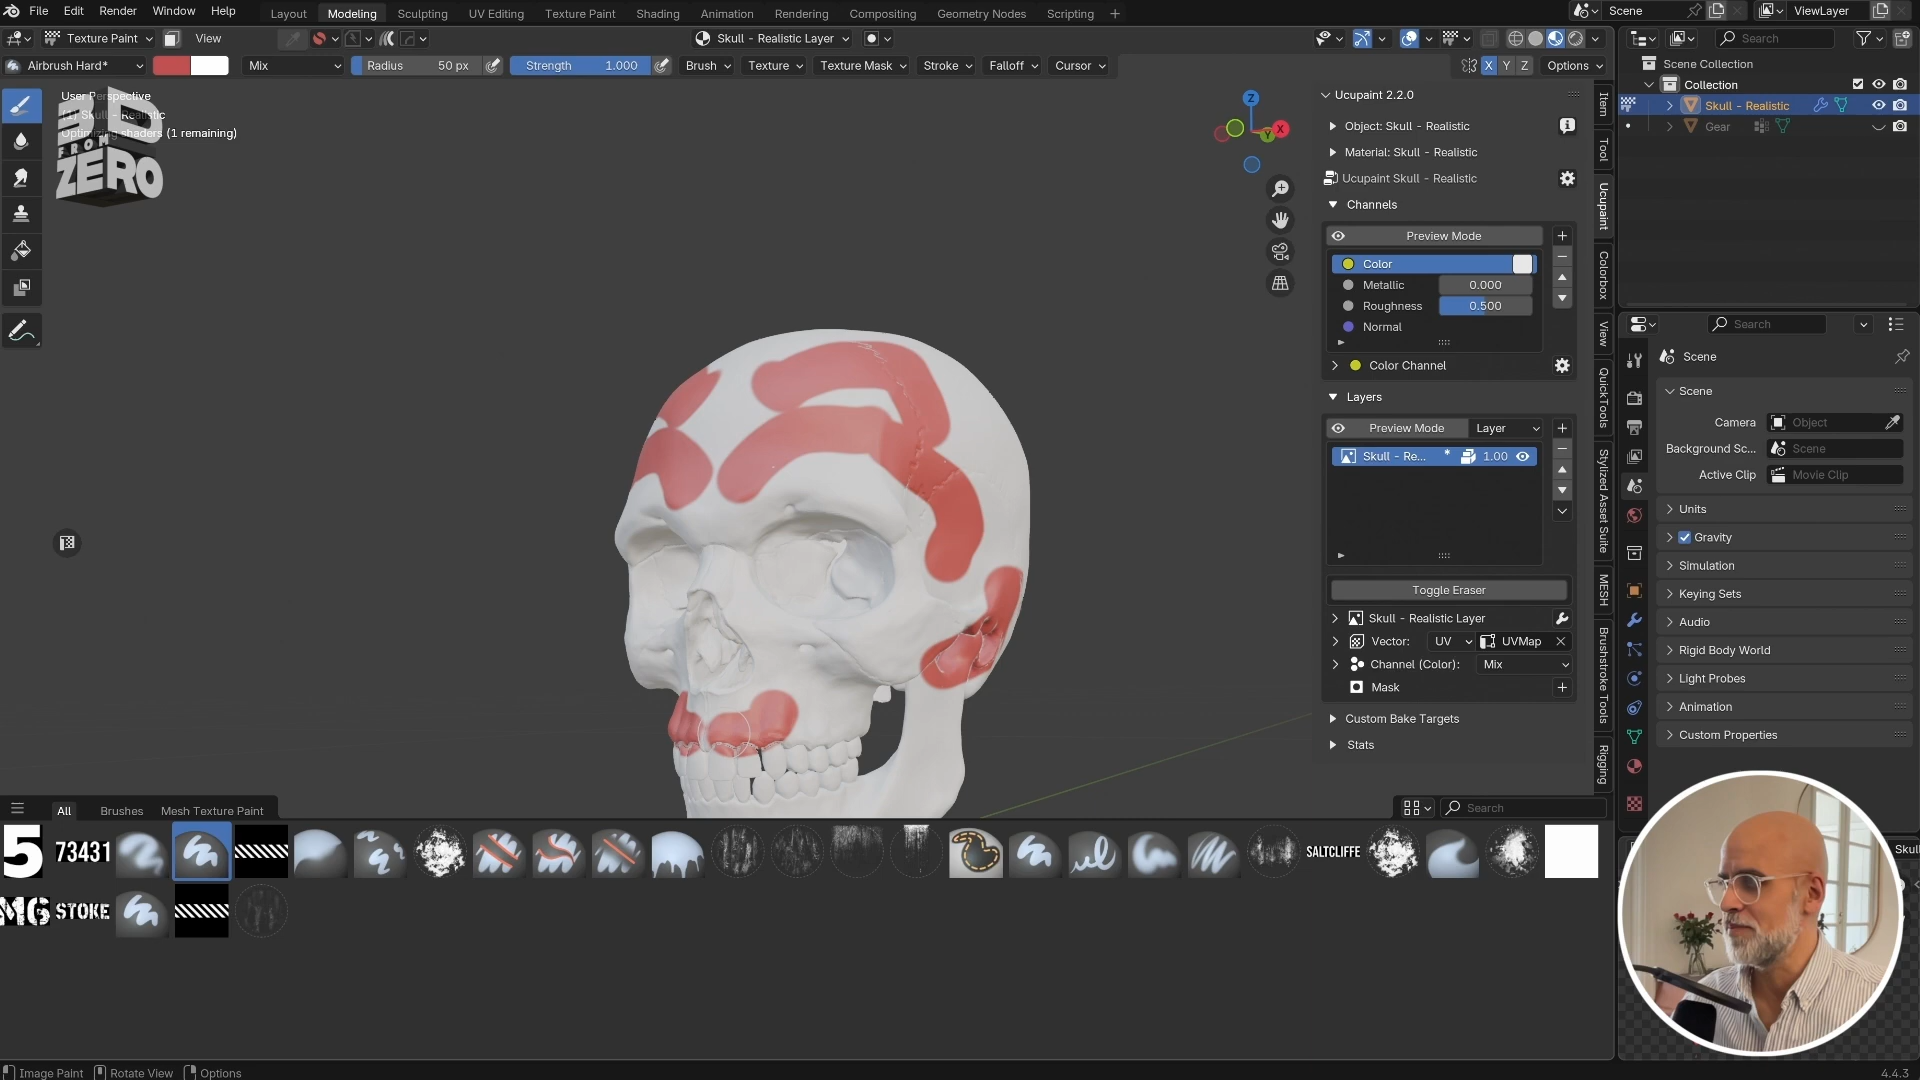 File Edit Render Window Help
Layout Modeling Sculpting UV Editing Texture Paint Shading Animation Rendering Compositing Geometry Nodes Scripting +
Scene
ViewLayer
Texture Paint View
Skull - Realistic Layer
Search
Airbrush Hard*
Mix
Radius 50 px
Strength 1.000
Brush Texture Texture Mask Stroke Falloff Cursor
X Y Z Options
Scene Collection
Collection
Skull - Realistic
Gear
User Perspective
(1) Skull - Realistic
Optimizing shaders (1 remaining)
3D
FROM
ZERO
Z
X
Y
Ucupaint 2.2.0
Object: Skull - Realistic
Material: Skull - Realistic
Ucupaint Skull - Realistic
Channels
Preview Mode
Color
Metallic 0.000
Roughness 0.500
Normal
Color Channel
Layers
Preview Mode Layer
Skull - Re... * 1.00
Toggle Eraser
Skull - Realistic Layer
Vector: UV UVMap
Channel (Color): Mix
Mask
Custom Bake Targets
Stats
Item
Tool
Ucupaint
Colorbox
View
QuickTools
Stylized Asset Suite
MESH
Brushstroke Tools
Rigging
Search
Scene
Scene
Camera Object
Background Sc... Scene
Active Clip Movie Clip
Units
Gravity
Simulation
Keying Sets
Audio
Rigid Body World
Light Probes
Animation
Custom Properties
Skull
All Brushes Mesh Texture Paint
Search
5 73431
SALTCLIFFE
MG STOKE
Image Paint Rotate View Options
4.4.3